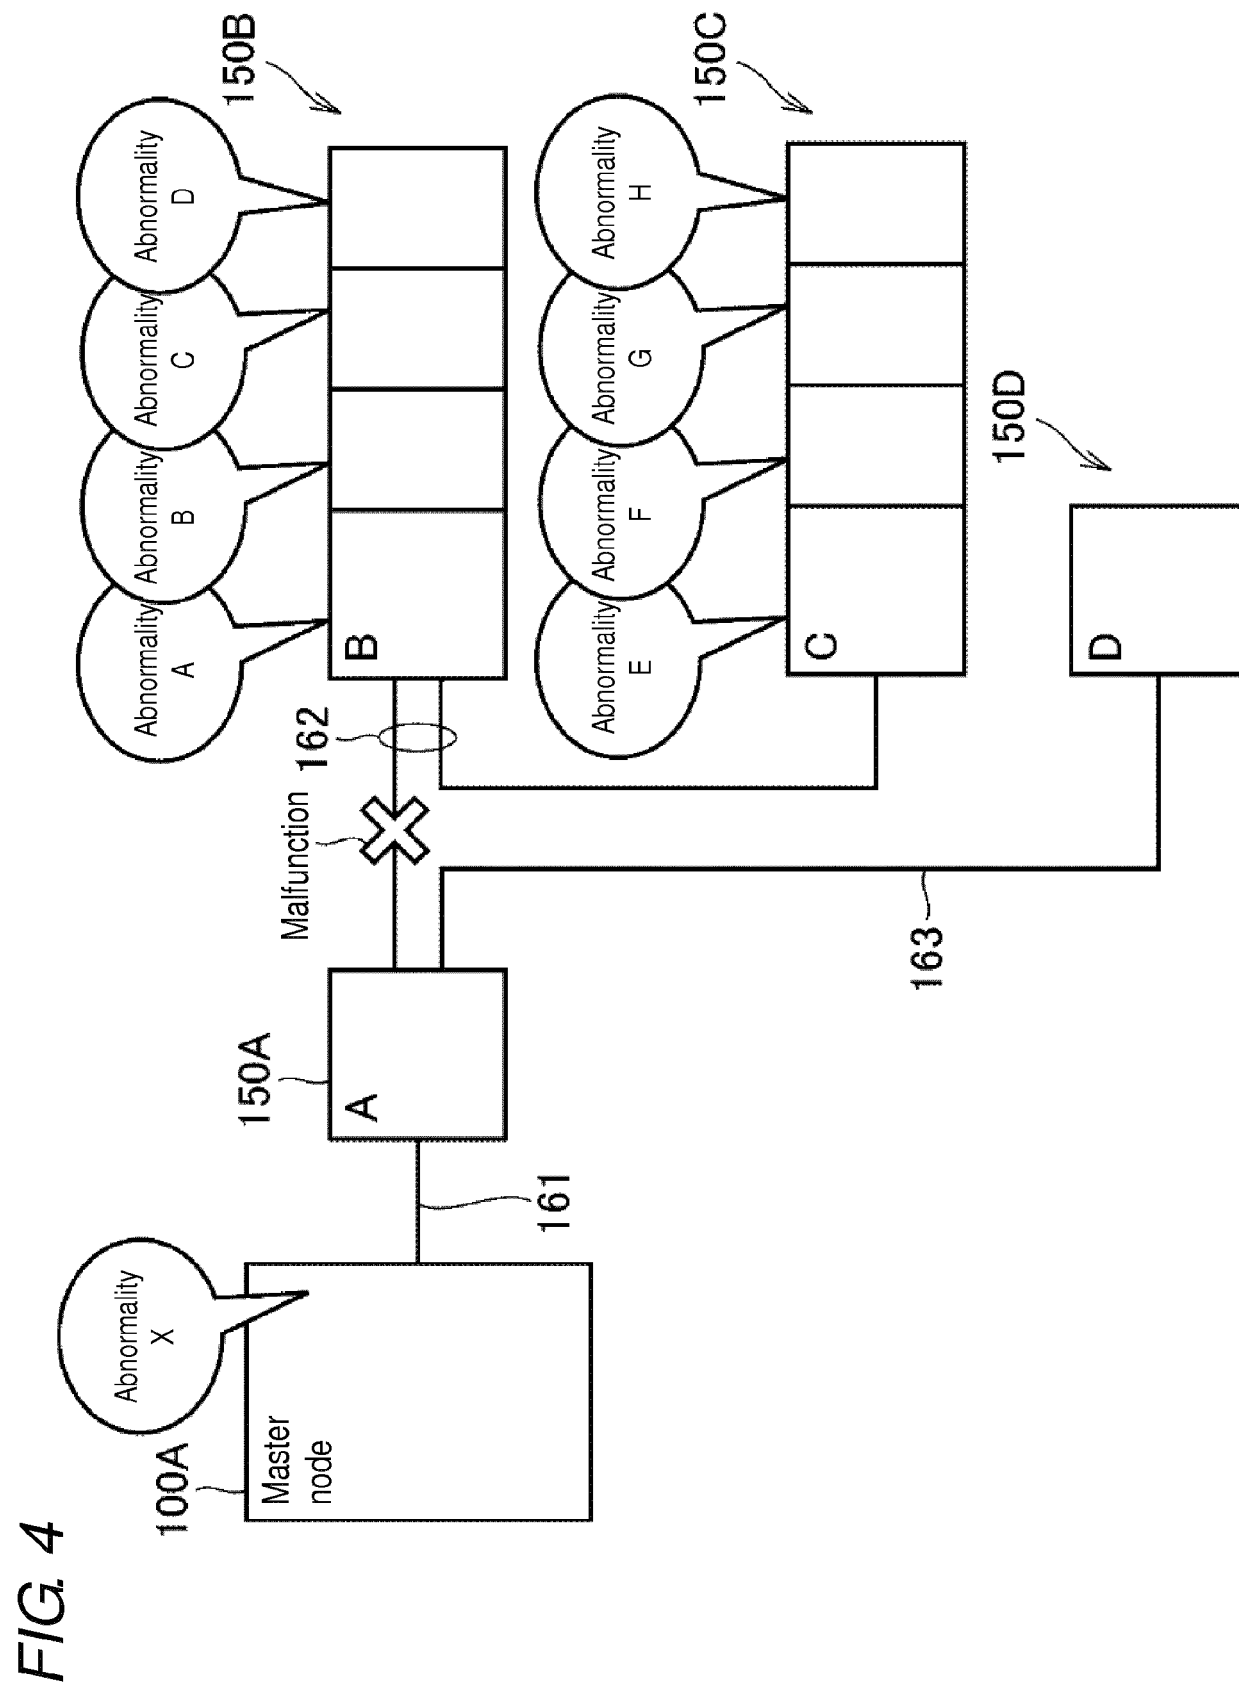 FIG. 4
Abnormality
X
100A
Master
node
161
150A
A
Malfunction
162
163
Abnormality
A
Abnormality
B
Abnormality
C
Abnormality
D
150B
B
Abnormality
E
Abnormality
F
Abnormality
G
Abnormality
H
150C
C
150D
D